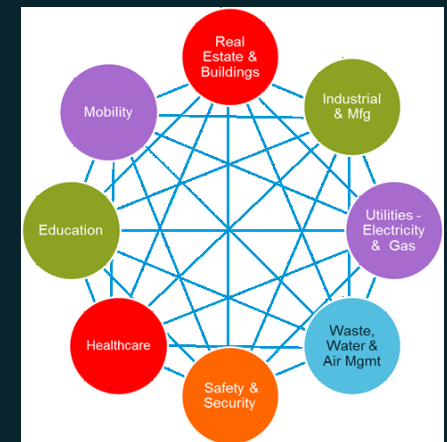 Real
Estate &
Buildings
Industrial
& Mfg
Utilities -
Electricity
& Gas
Waste,
Water &
Air Mgmt
Safety &
Security
Healthcare
Education
Mobility